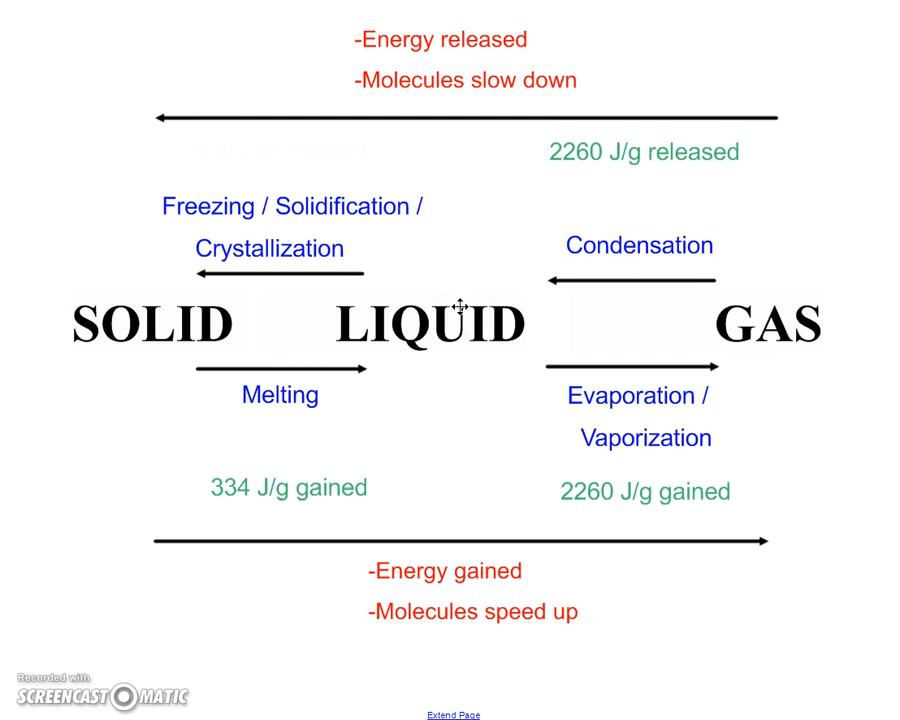 -Energy released
-Molecules slow down
2260 J/g released
Freezing / Solidification /
Crystallization
Condensation
SOLID LIQUID GAS
Melting
Evaporation /
Vaporization
334 J/g gained
2260 J/g gained
-Energy gained
-Molecules speed up
Recorded with
SCREENCAST-O-MATIC
Extend Page